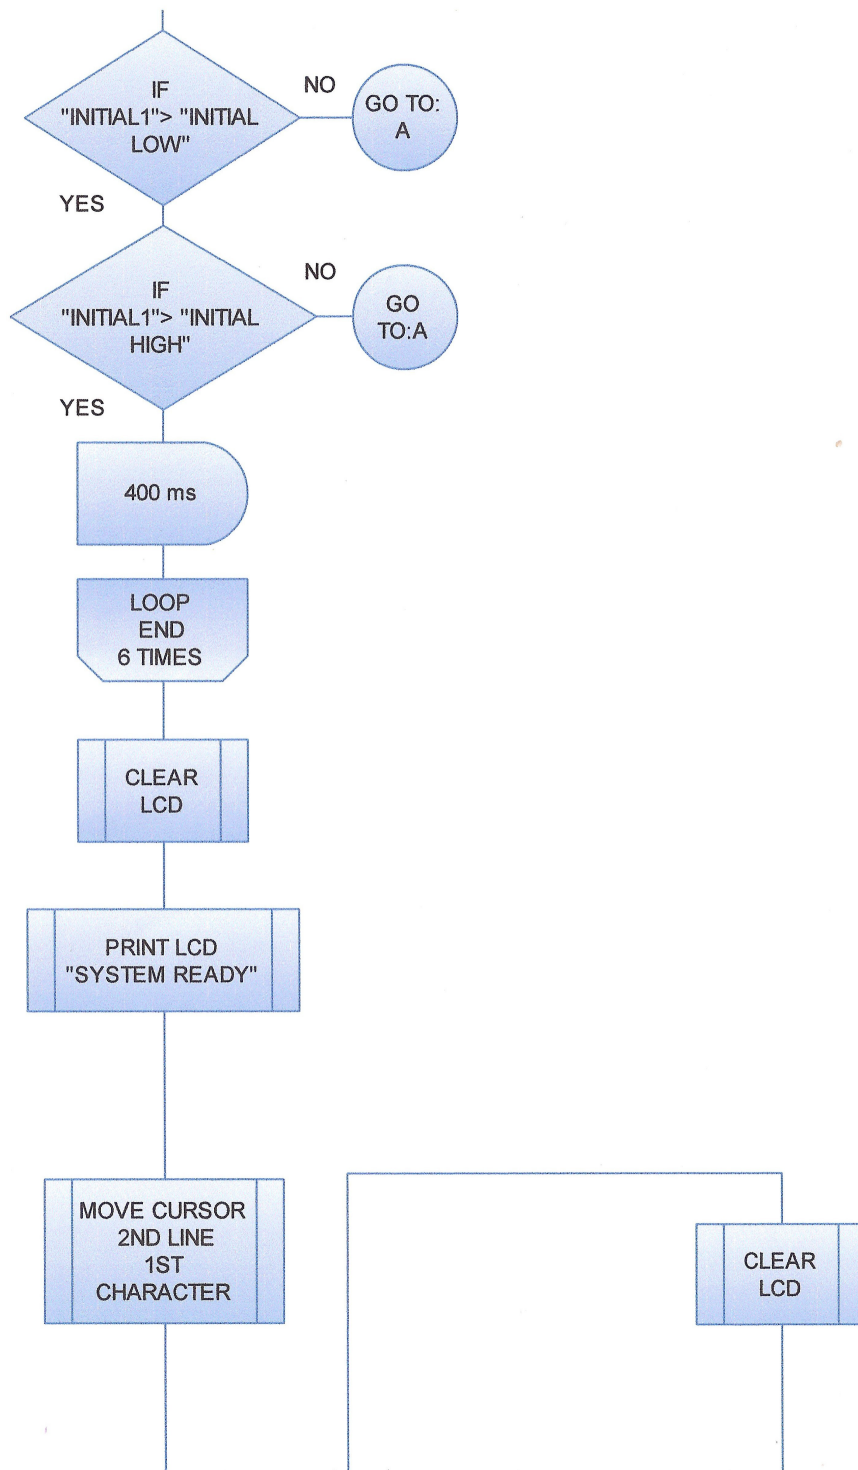 IF
"INITIAL1"> "INITIAL
LOW"
NO
GO TO:
A
YES
IF
"INITIAL1"> "INITIAL
HIGH"
NO
GO
TO:A
YES
400 ms
LOOP
END
6 TIMES
CLEAR
LCD
PRINT LCD
"SYSTEM READY"
MOVE CURSOR
2ND LINE
1ST
CHARACTER
CLEAR
LCD